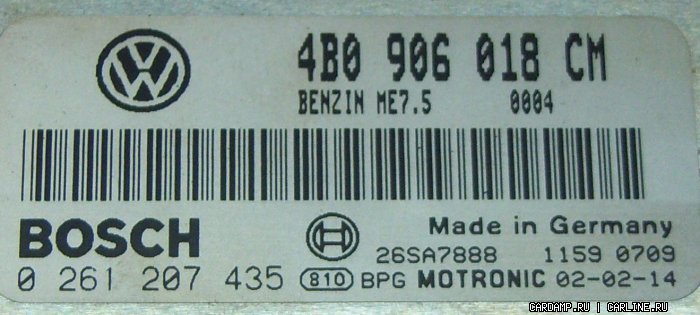 4B0 906 018 CM
BENZIN ME7.5 0004
BOSCH Made in Germany
26SA7888 1159 0709
0 261 207 435 810 BPG MOTRONIC 02-02-14
CARDAMP.RU | CARLINE.RU